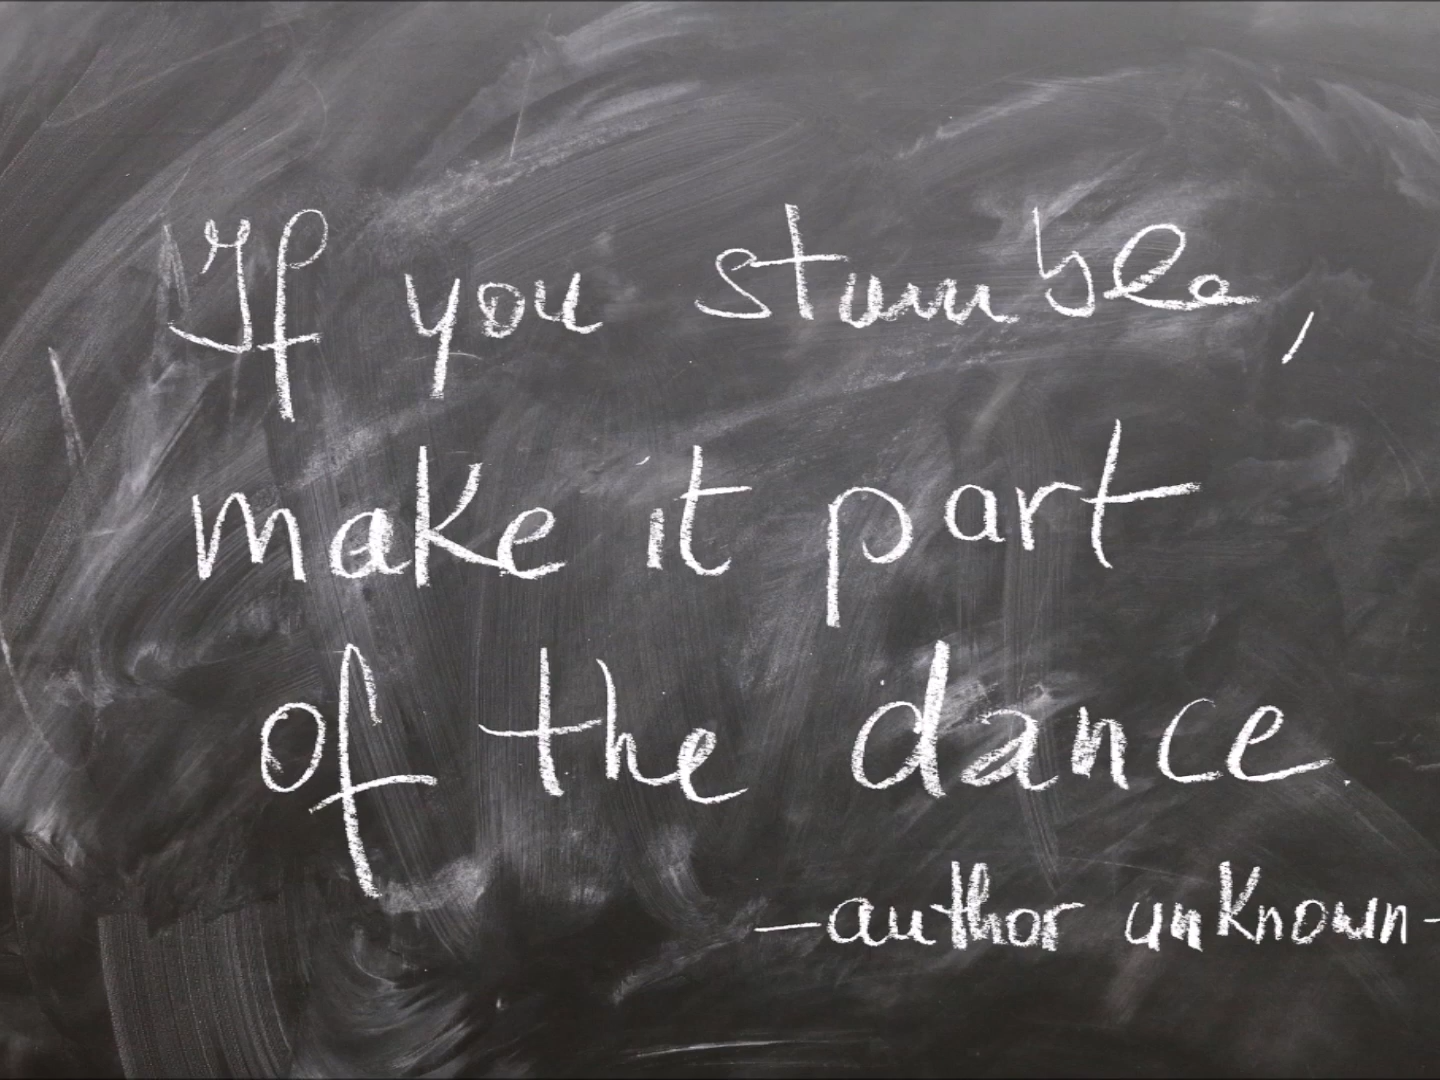 If you stumble,
make it part
of the dance.
-author unknown-